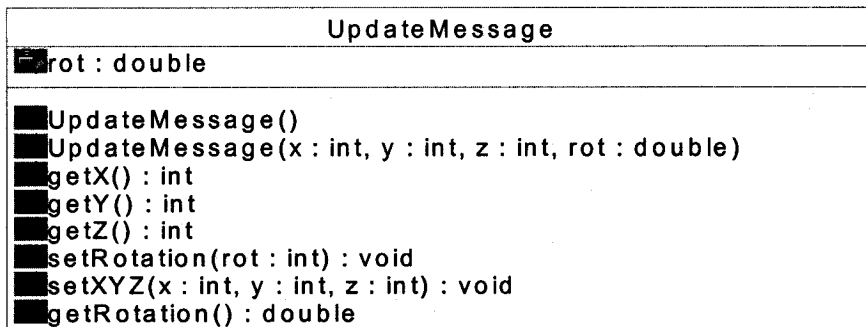 UpdateMessage
rot : double
UpdateMessage()
UpdateMessage(x : int, y : int, z : int, rot : double)
getX() : int
getY() : int
getZ() : int
setRotation(rot : int) : void
setXYZ(x : int, y : int, z : int) : void
getRotation() : double